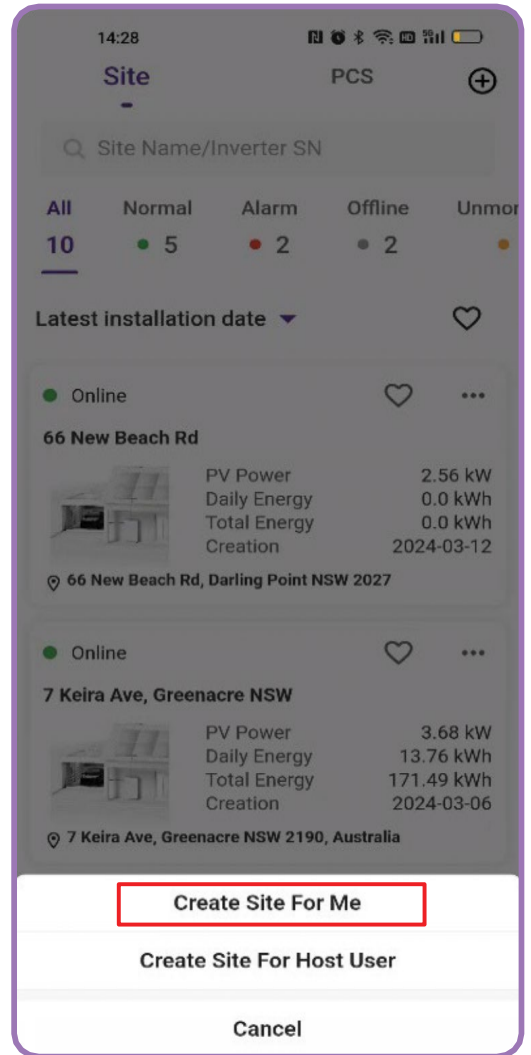 14:28
Site PCS
Site Name/Inverter SN
All Normal Alarm Offline Unmor
10 5 2 2
Latest installation date
Online
66 New Beach Rd
PV Power 2.56 kW
Daily Energy 0.0 kWh
Total Energy 0.0 kWh
Creation 2024-03-12
66 New Beach Rd, Darling Point NSW 2027
Online
7 Keira Ave, Greenacre NSW
PV Power 3.68 kW
Daily Energy 13.76 kWh
Total Energy 171.49 kWh
Creation 2024-03-06
7 Keira Ave, Greenacre NSW 2190, Australia
Create Site For Me
Create Site For Host User
Cancel